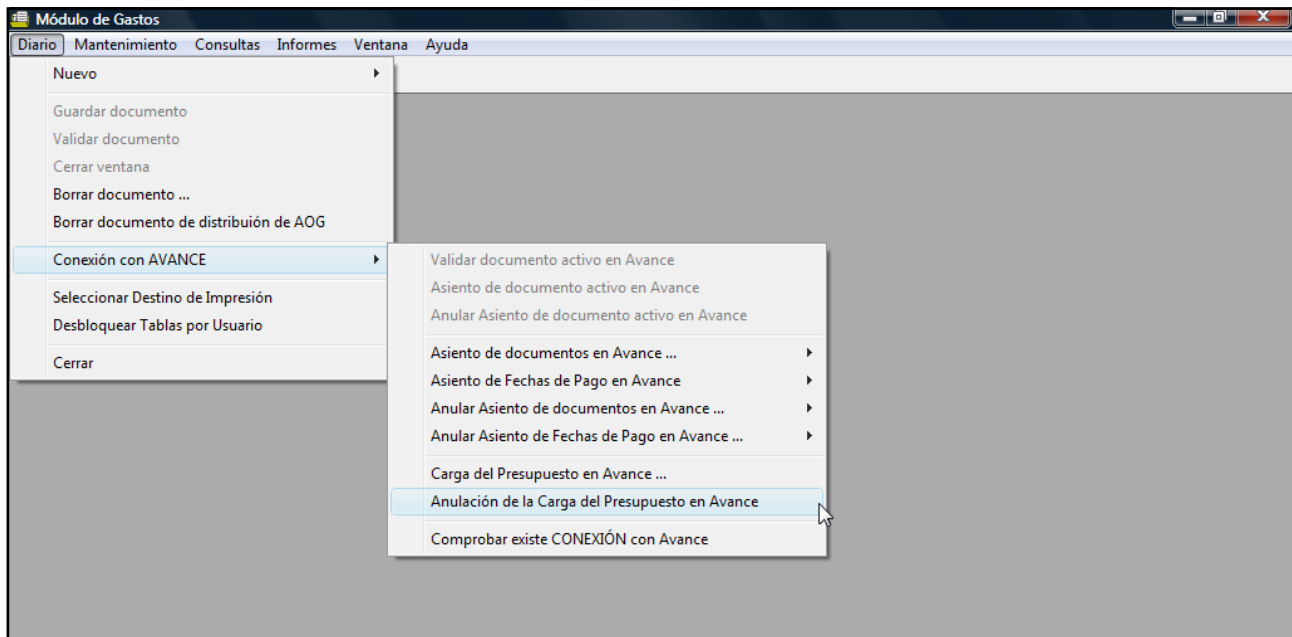 Módulo de Gastos
Diario Mantenimiento Consultas Informes Ventana Ayuda
Nuevo
Guardar documento
Validar documento
Cerrar ventana
Borrar documento ...
Borrar documento de distribuión de AOG
Conexión con AVANCE
Seleccionar Destino de Impresión
Desbloquear Tablas por Usuario
Cerrar
Validar documento activo en Avance
Asiento de documento activo en Avance
Anular Asiento de documento activo en Avance
Asiento de documentos en Avance ...
Asiento de Fechas de Pago en Avance
Anular Asiento de documentos en Avance ...
Anular Asiento de Fechas de Pago en Avance ...
Carga del Presupuesto en Avance ...
Anulación de la Carga del Presupuesto en Avance
Comprobar existe CONEXIÓN con Avance